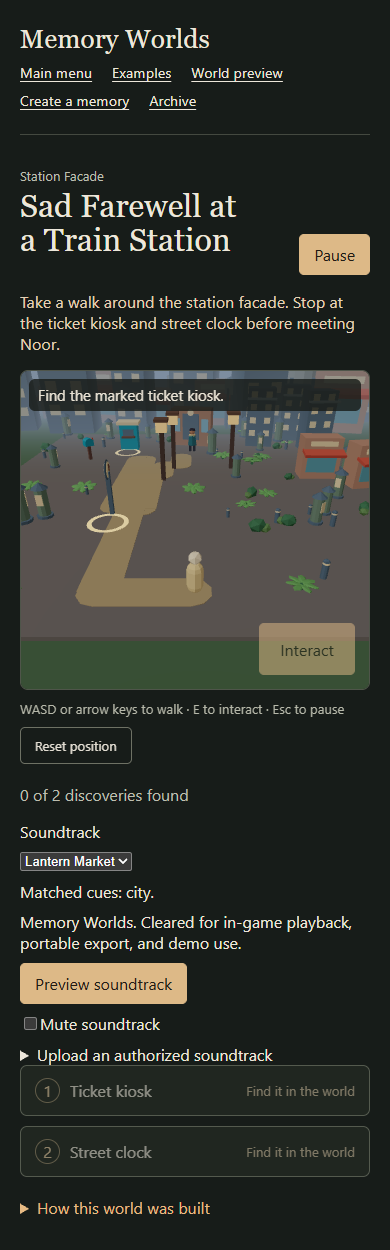 Memory Worlds
Main menu Examples World preview
Create a memory Archive
Station Facade
Sad Farewell at
a Train Station
Pause
Take a walk around the station facade. Stop at
the ticket kiosk and street clock before meeting
Noor.
Find the marked ticket kiosk.
Interact
WASD or arrow keys to walk · E to interact · Esc to pause
Reset position
0 of 2 discoveries found
Soundtrack
Lantern Market
Matched cues: city.
Memory Worlds. Cleared for in-game playback,
portable export, and demo use.
Preview soundtrack
Mute soundtrack
Upload an authorized soundtrack
1 Ticket kiosk Find it in the world
2 Street clock Find it in the world
How this world was built